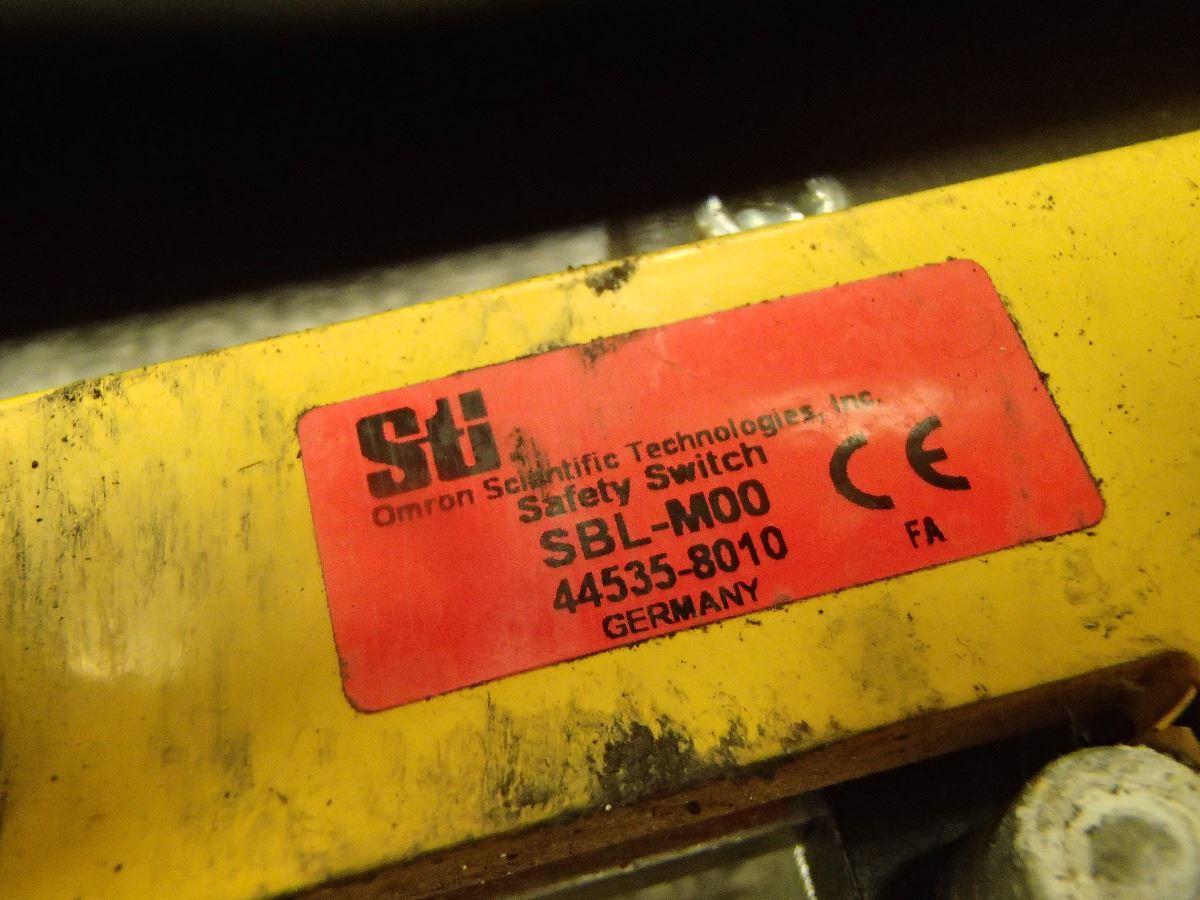 Sti
Omron Scientific Technologies, Inc.
Safety Switch
SBL-M00
44535-8010
GERMANY
CE
FA